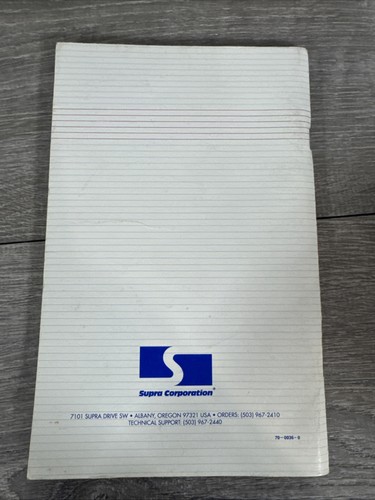 Supra Corporation®
7101 SUPRA DRIVE SW • ALBANY, OREGON 97321 USA • ORDERS: (503) 967-2410
TECHNICAL SUPPORT: (503) 967-2440